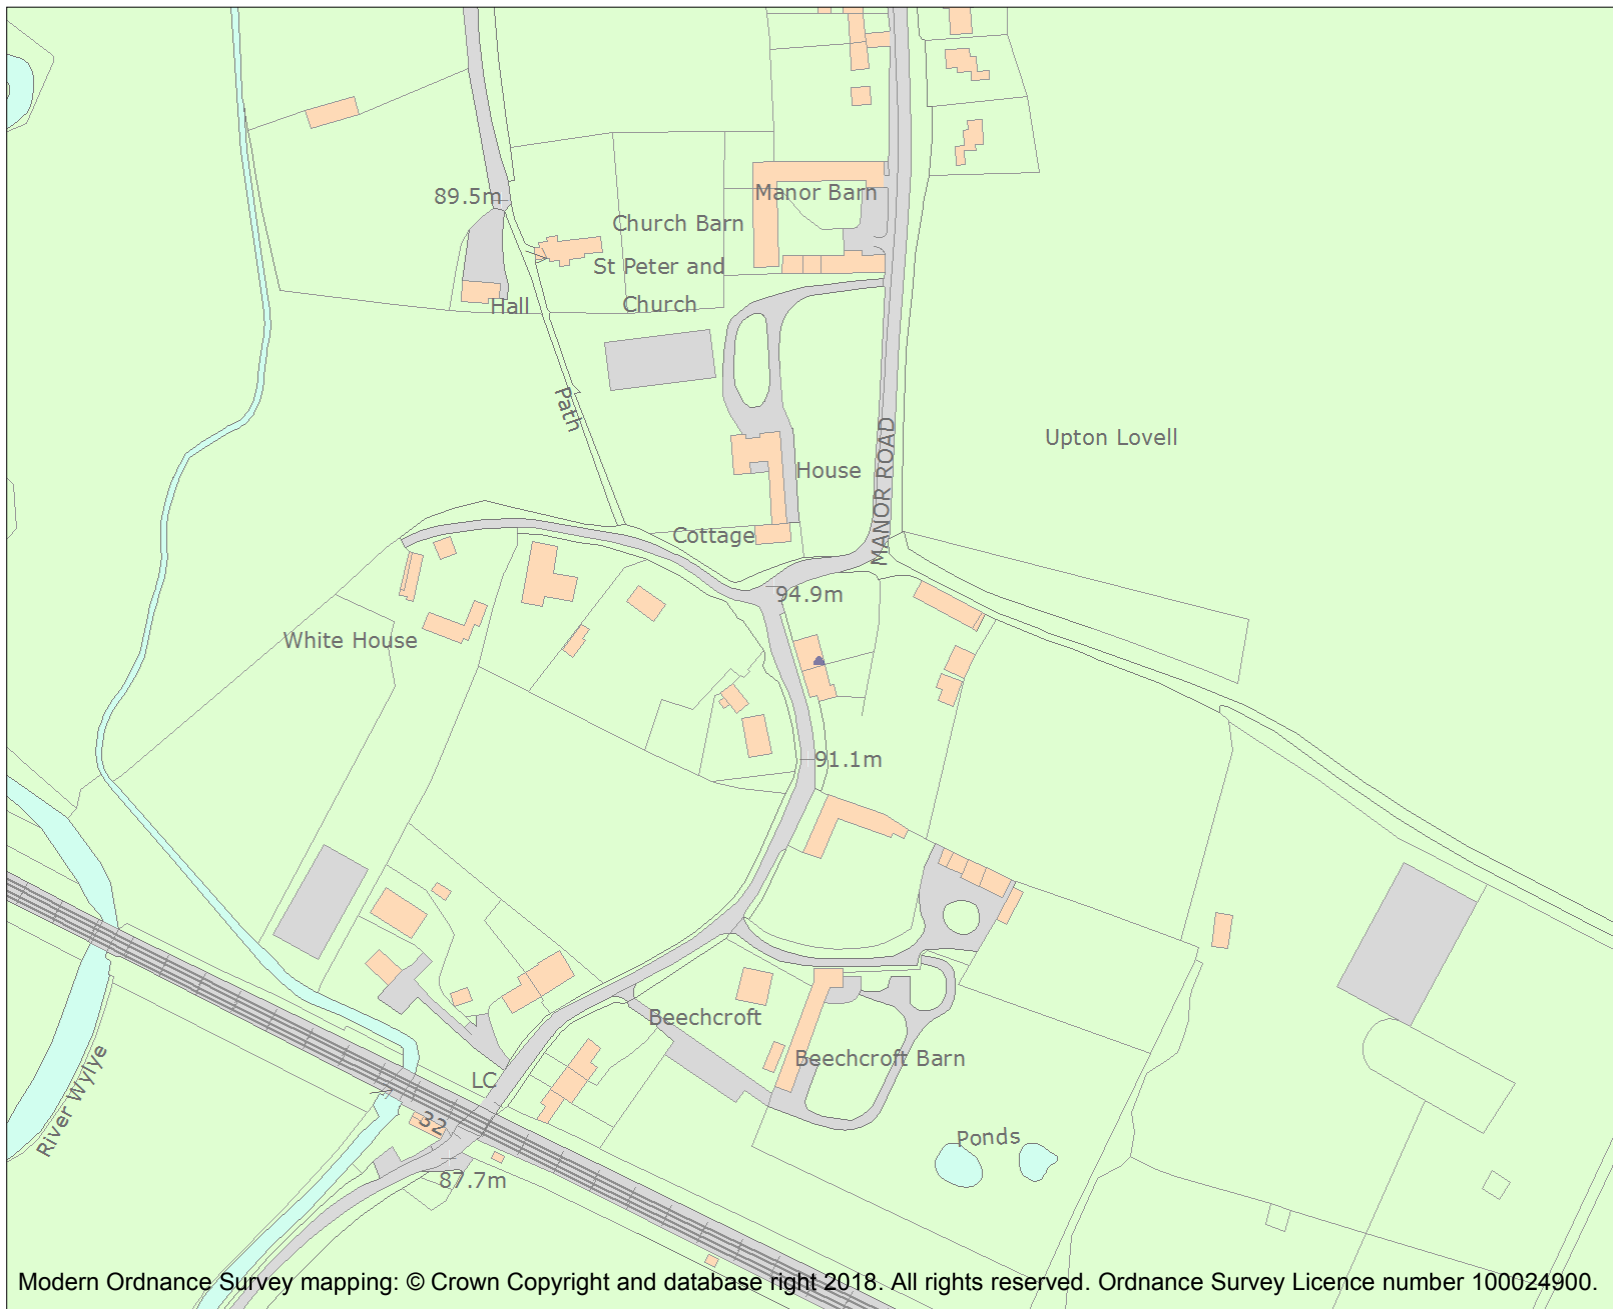 89.5m
Manor Barn
Church Barn
St Peter and
Church
Hall
Path
MANOR ROAD
Upton Lovell
House
Cottage
94.9m
White House
91.1m
Beechcroft
Beechcroft Barn
LC
River Wylye
32
Ponds
87.7m
Modern Ordnance Survey mapping: © Crown Copyright and database right 2018. All rights reserved. Ordnance Survey Licence number 100024900.